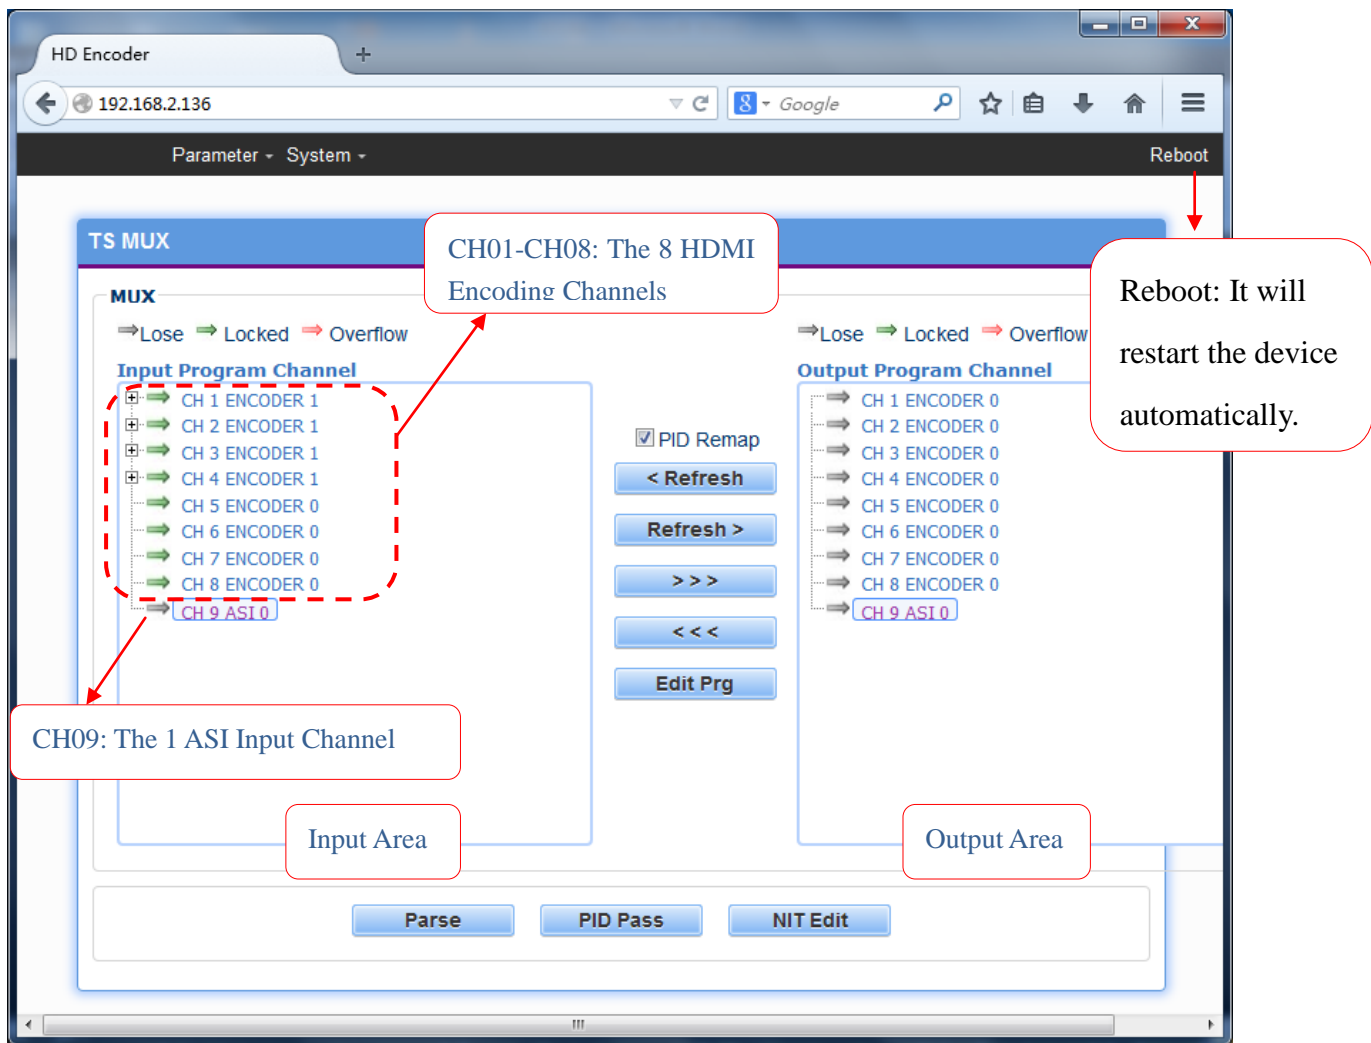 HD Encoder
192.168.2.136
8
Google
Parameter
System
Reboot
TS MUX
CH01-CH08: The 8 HDMI
Encoding Channels
Reboot: It will
restart the device
automatically.
MUX
Lose Locked Overflow
Input Program Channel
CH 1 ENCODER 1
CH 2 ENCODER 1
CH 3 ENCODER 1
CH 4 ENCODER 1
CH 5 ENCODER 0
CH 6 ENCODER 0
CH 7 ENCODER 0
CH 8 ENCODER 0
CH 9 ASI 0
PID Remap
< Refresh
Refresh >
> > >
< < <
Edit Prg
Lose Locked Overflow
Output Program Channel
CH 1 ENCODER 0
CH 2 ENCODER 0
CH 3 ENCODER 0
CH 4 ENCODER 0
CH 5 ENCODER 0
CH 6 ENCODER 0
CH 7 ENCODER 0
CH 8 ENCODER 0
CH 9 ASI 0
CH09: The 1 ASI Input Channel
Input Area
Output Area
Parse
PID Pass
NIT Edit